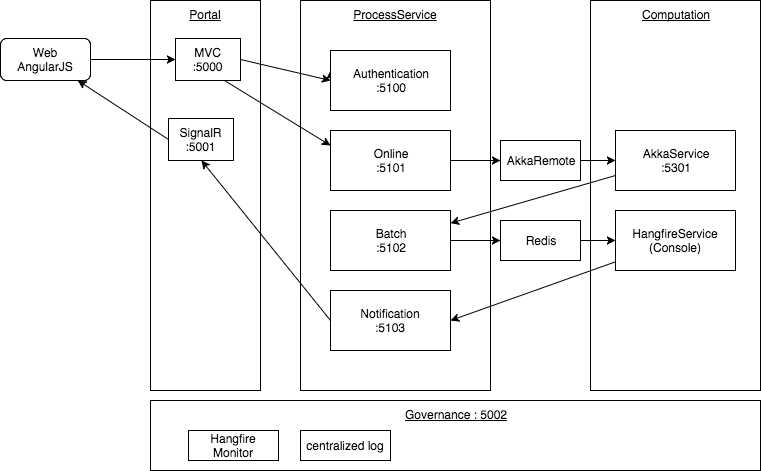 Portal
ProcessService
Computation
Web
AngularJS
MVC
:5000
Authentication
:5100
SignalR
:5001
Online
:5101
AkkaRemote
AkkaService
:5301
Batch
:5102
Redis
HangfireService
(Console)
Notification
:5103
Governance : 5002
Hangfire
Monitor
centralized log